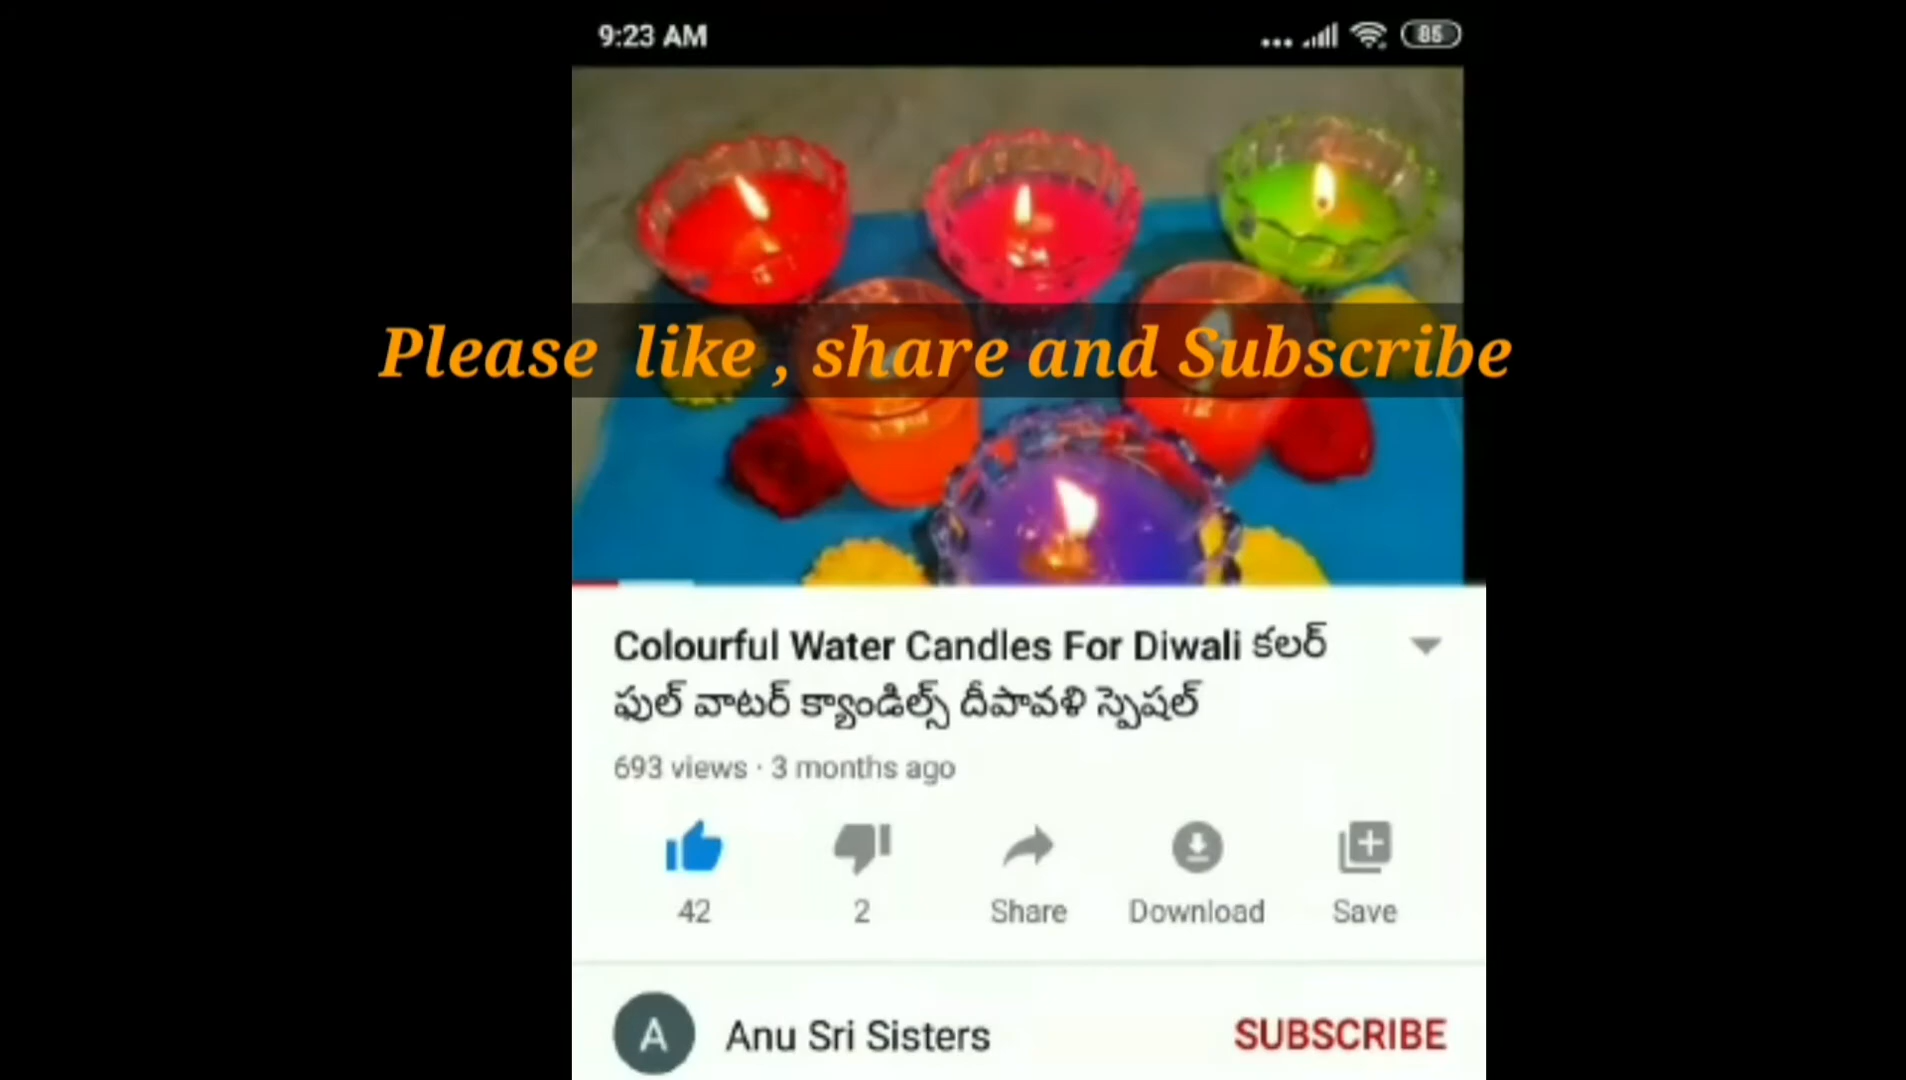 9:23 AM
85
Please like , share and Subscribe
Colourful Water Candles For Diwali కలర్
ఫుల్ వాటర్ క్యాండిల్స్ దీపావళి స్పెషల్
693 views · 3 months ago
42
2
Share
Download
Save
A
Anu Sri Sisters
SUBSCRIBE